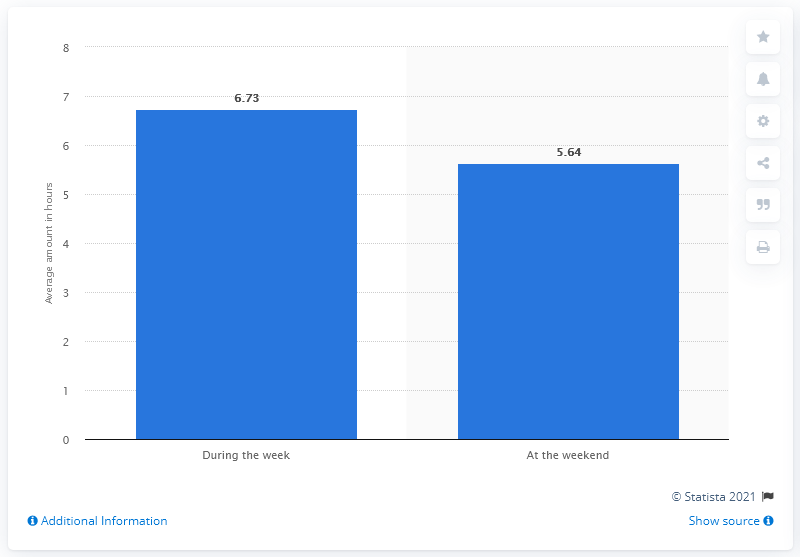 8
7
6
5
4
3
2
1
0
Average amount in hours
6.73
5.64
During the week
At the weekend
© Statista 2021
Additional Information
Show source